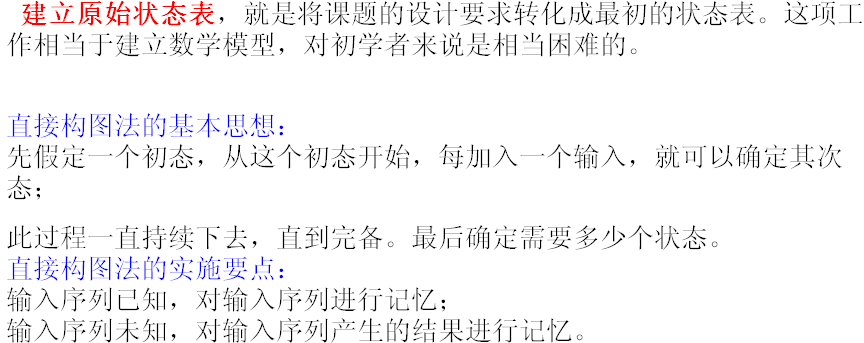 建立原始状态表，就是将课题的设计要求转化成最初的状态表。这项工
作相当于建立数学模型，对初学者来说是相当困难的。
直接构图法的基本思想：
先假定一个初态，从这个初态开始，每加入一个输入，就可以确定其次
态；
此过程一直持续下去，直到完备。最后确定需要多少个状态。
直接构图法的实施要点：
输入序列已知，对输入序列进行记忆；
输入序列未知，对输入序列产生的结果进行记忆。